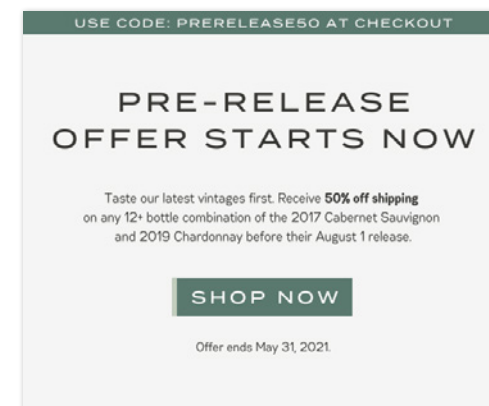 USE CODE: PRERELEASE50 AT CHECKOUT
PRE-RELEASE
OFFER STARTS NOW
Taste our latest vintages first. Receive 50% off shipping
on any 12+ bottle combination of the 2017 Cabernet Sauvignon
and 2019 Chardonnay before their August 1 release.
SHOP NOW
Offer ends May 31, 2021.